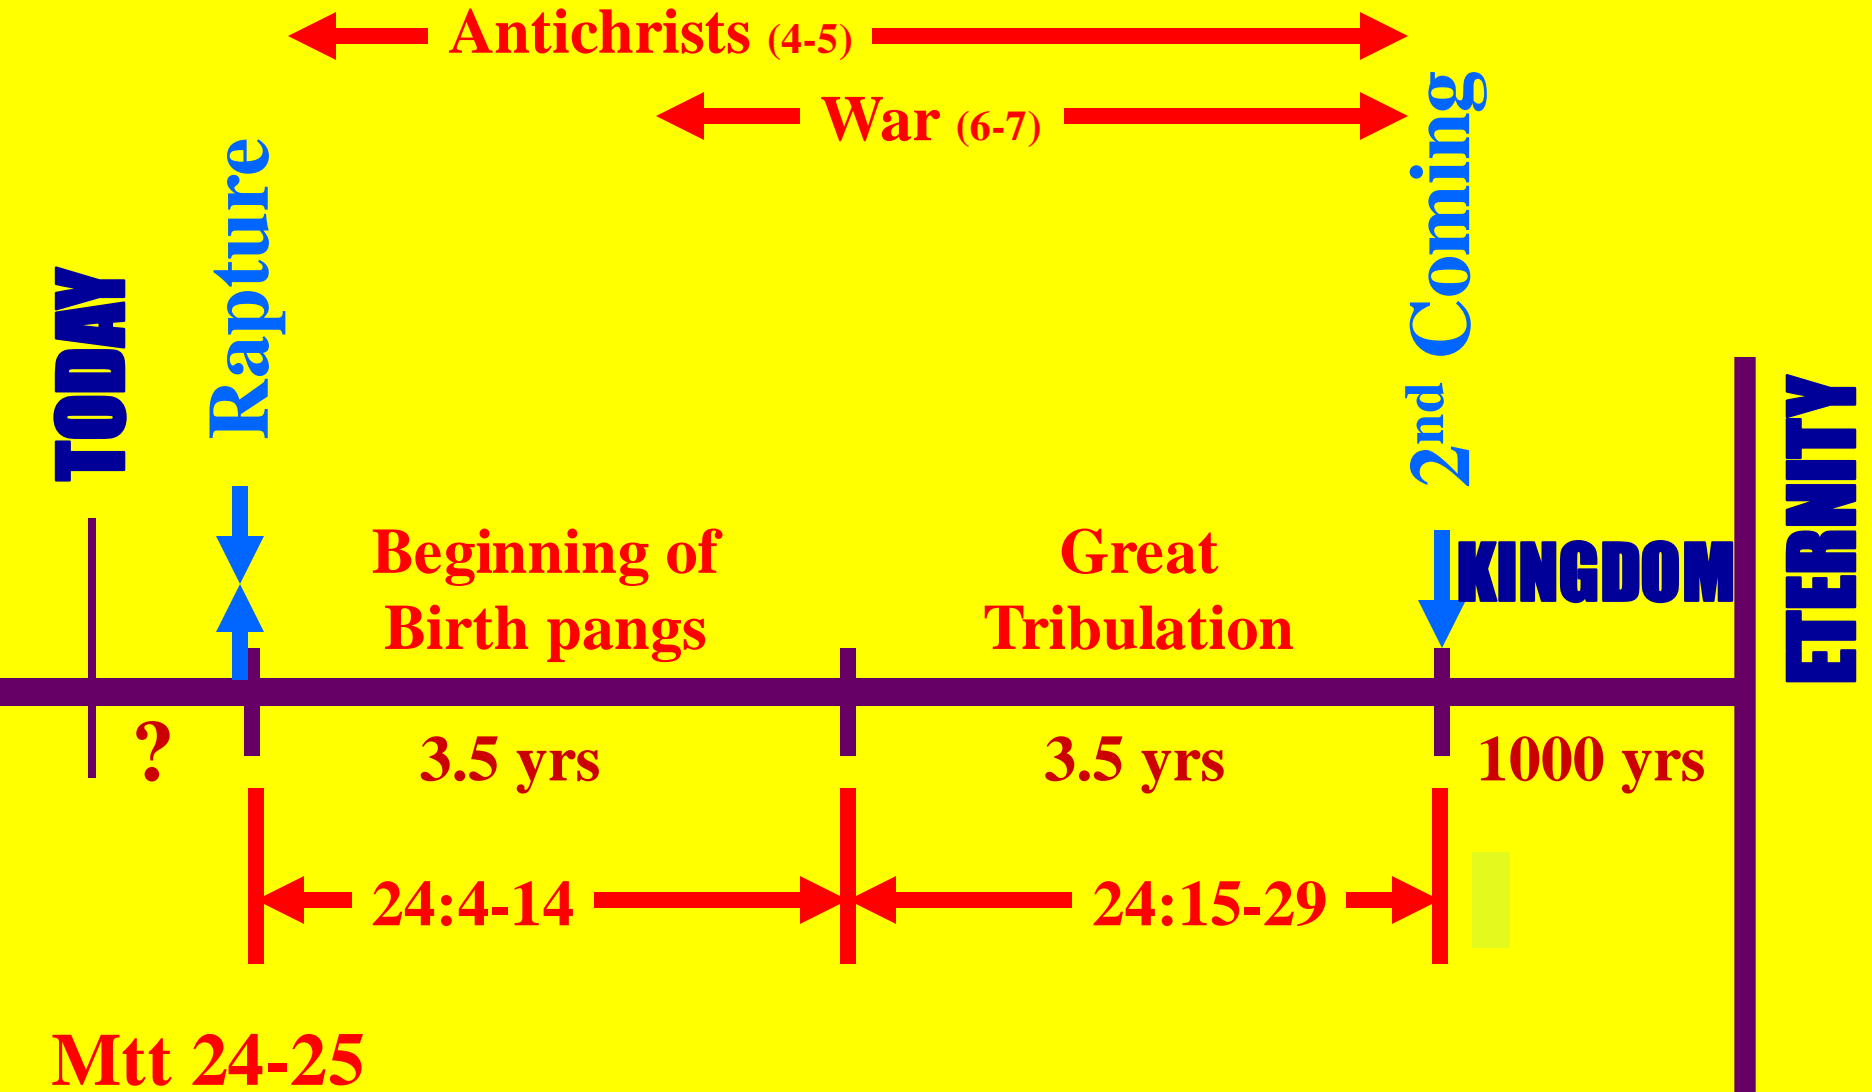 Antichrists (4-5)
War (6-7)
TODAY
Rapture
2nd Coming
ETERNITY
Beginning of
Birth pangs
Great
Tribulation
KINGDOM
?
3.5 yrs
3.5 yrs
1000 yrs
24:4-14
24:15-29
Mtt 24-25